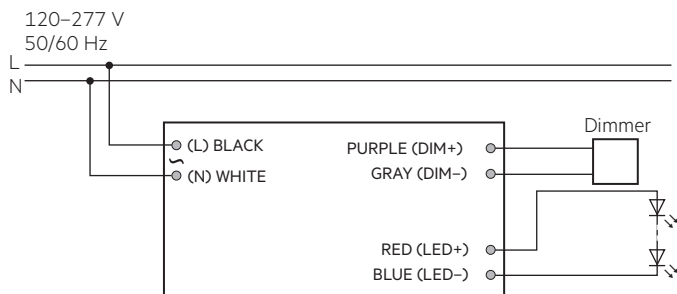 120–277 V
50/60 Hz
L
N
Dimmer
(L) BLACK
PURPLE (DIM+)
~
(N) WHITE
GRAY (DIM–)
RED (LED+)
BLUE (LED–)